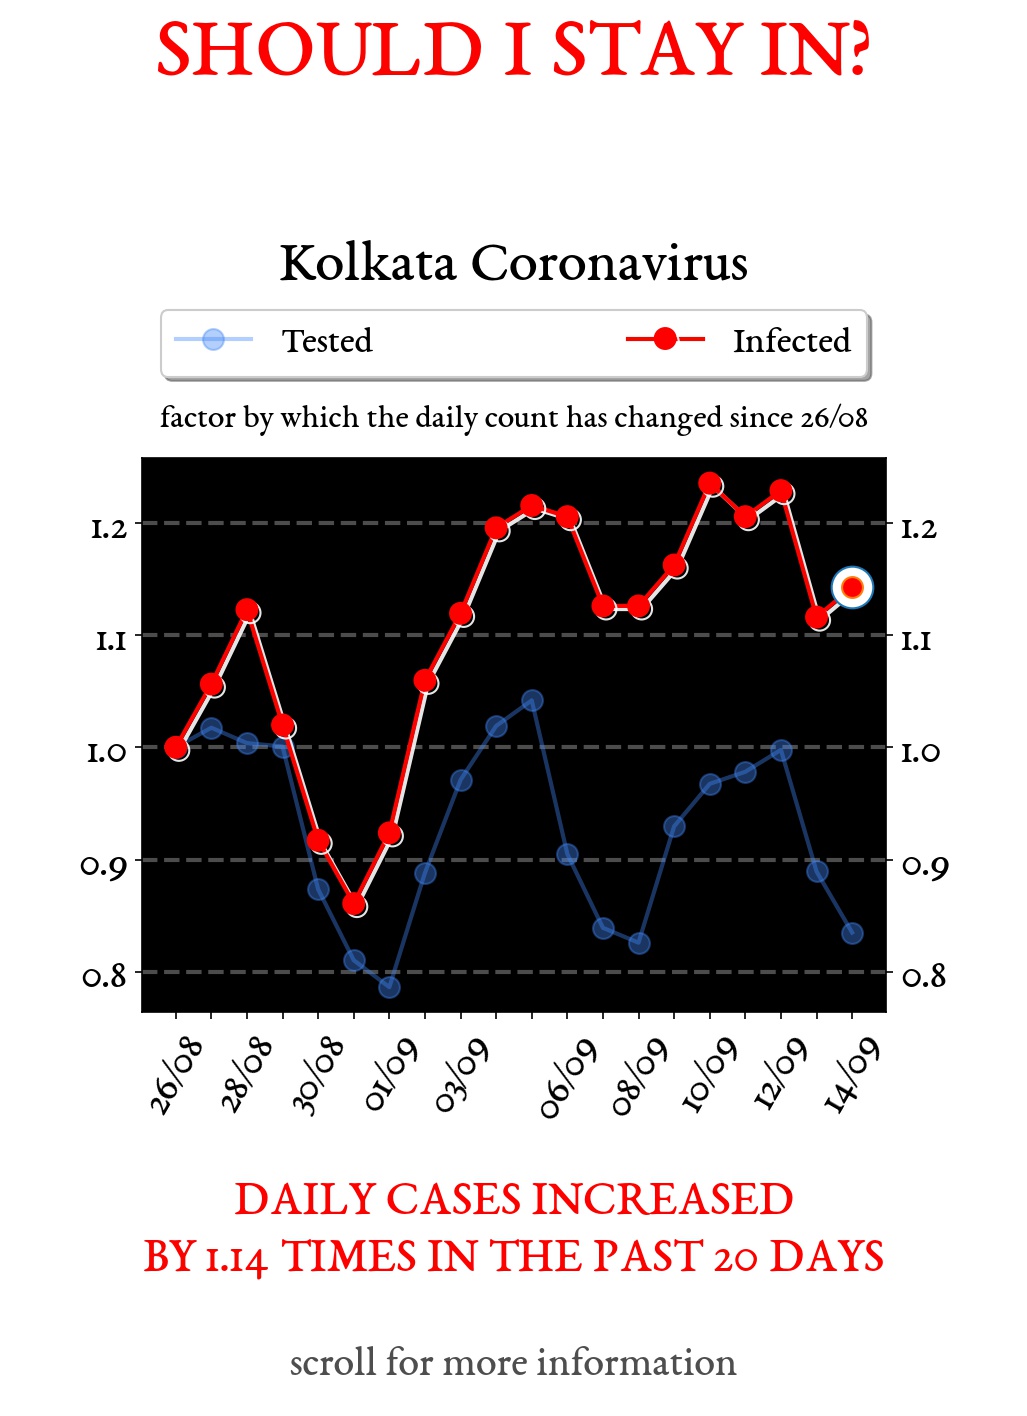 SHOULD I STAY IN?
Kolkata Coronavirus
Tested Infected
factor by which the daily count has changed since 26/08
1.2 1.2
1.1 1.1
1.0 1.0
0.9 0.9
0.8 0.8
26/08 28/08 30/08 01/09 03/09 06/09 08/09 10/09 12/09 14/09
DAILY CASES INCREASED
BY 1.14 TIMES IN THE PAST 20 DAYS
scroll for more information